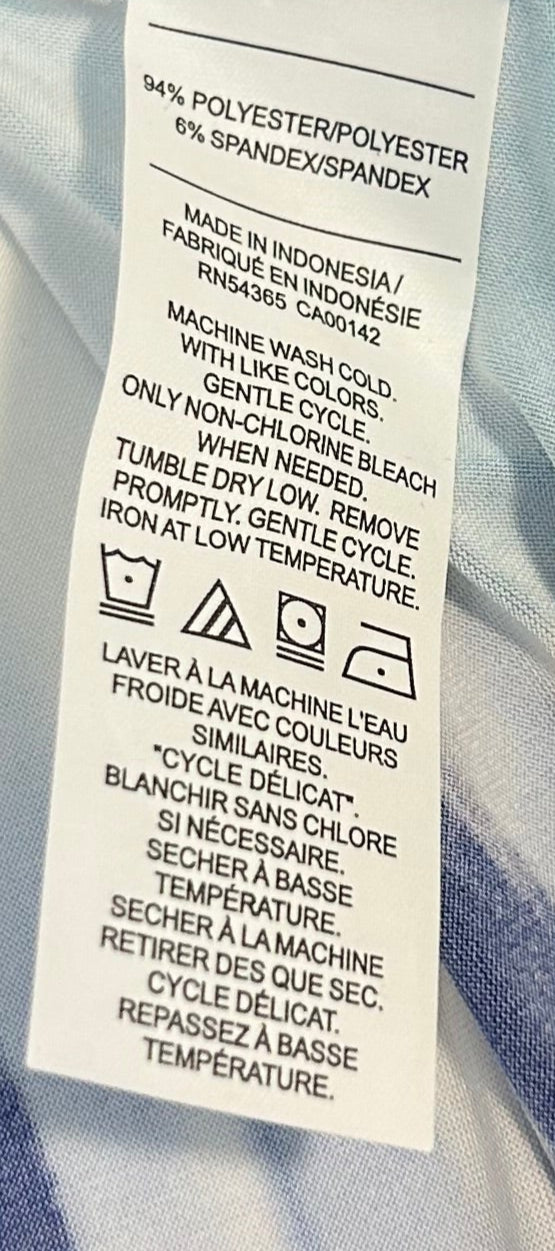 94% POLYESTER/POLYESTER
6% SPANDEX/SPANDEX
MADE IN INDONESIA/
FABRIQUÉ EN INDONÉSIE
RN54365 CA00142
MACHINE WASH COLD.
WITH LIKE COLORS.
GENTLE CYCLE.
ONLY NON-CHLORINE BLEACH
WHEN NEEDED.
TUMBLE DRY LOW. REMOVE
PROMPTLY. GENTLE CYCLE.
IRON AT LOW TEMPERATURE.
LAVER À LA MACHINE L'EAU
FROIDE AVEC COULEURS
SIMILAIRES.
"CYCLE DÉLICAT".
BLANCHIR SANS CHLORE
SI NÉCESSAIRE.
SECHER À BASSE
TEMPÉRATURE.
SECHER À LA MACHINE
RETIRER DES QUE SEC.
CYCLE DÉLICAT.
REPASSEZ À BASSE
TEMPÉRATURE.